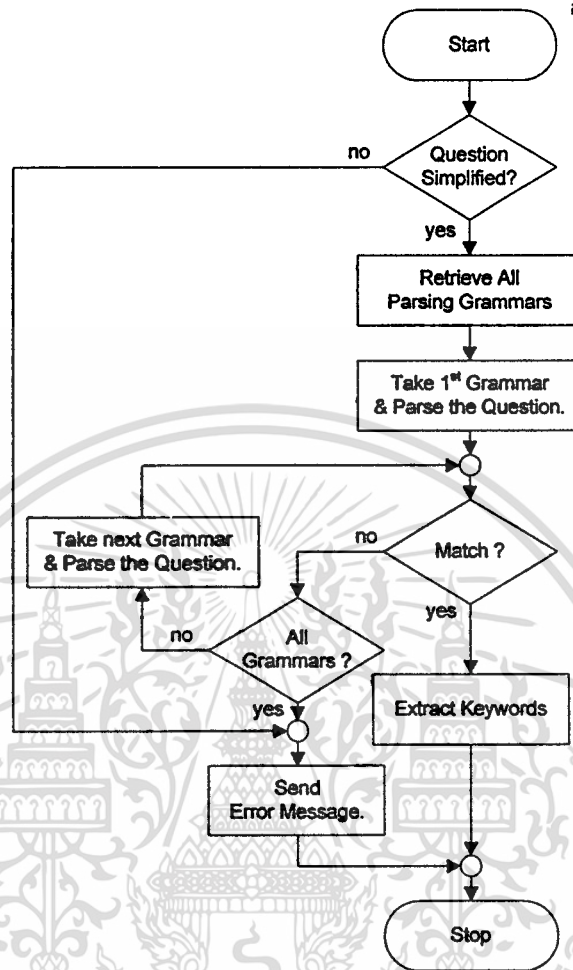 Start
no
Question
Simplified?
yes
Retrieve All
Parsing Grammars
Take 1st Grammar
& Parse the Question.
Take next Grammar
& Parse the Question.
no
Match ?
yes
no
All
Grammars ?
yes
Extract Keywords
Send
Error Message.
Stop